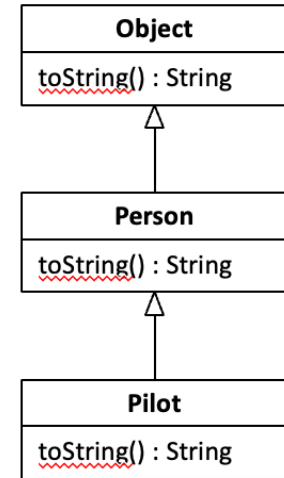 Object
toString() : String
Person
toString() : String
Pilot
toString() : String